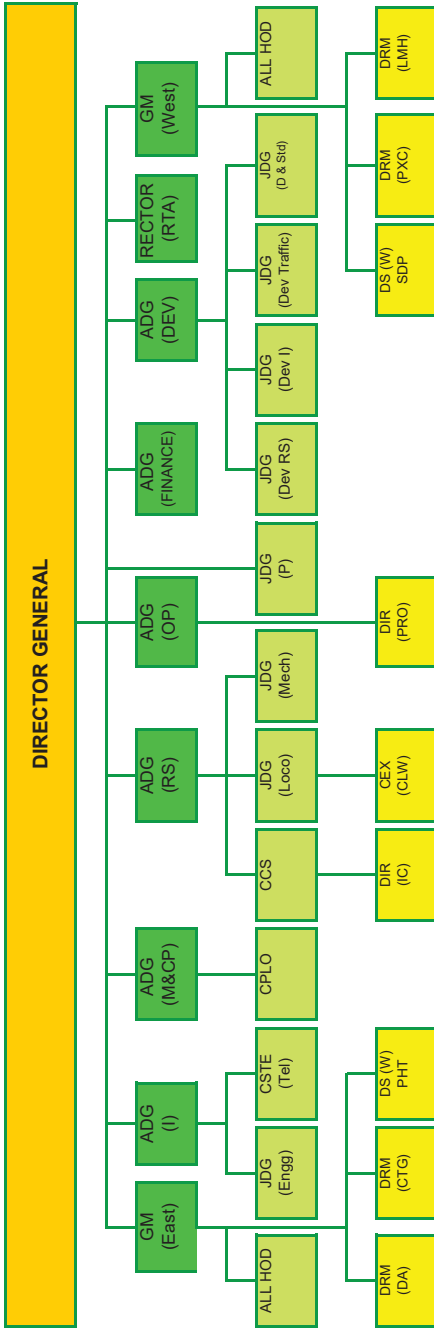 DIRECTOR GENERAL
GM
(East)
ADG
(I)
ADG
(M&CP)
ADG
(RS)
ADG
(OP)
ADG
(FINANCE)
ADG
(DEV)
RECTOR
(RTA)
GM
(West)
ALL HOD
JDG
(Engg)
CSTE
(Tel)
CPLO
CCS
JDG
(Loco)
JDG
(Mech)
JDG
(P)
JDG
(Dev RS)
JDG
(Dev I)
JDG
(Dev Traffic)
JDG
(D & Std)
ALL HOD
DRM
(DA)
DRM
(CTG)
DS (W)
PHT
DIR
(IC)
CEX
(CLW)
DIR
(PRO)
DS (W)
SDP
DRM
(PXC)
DRM
(LMH)